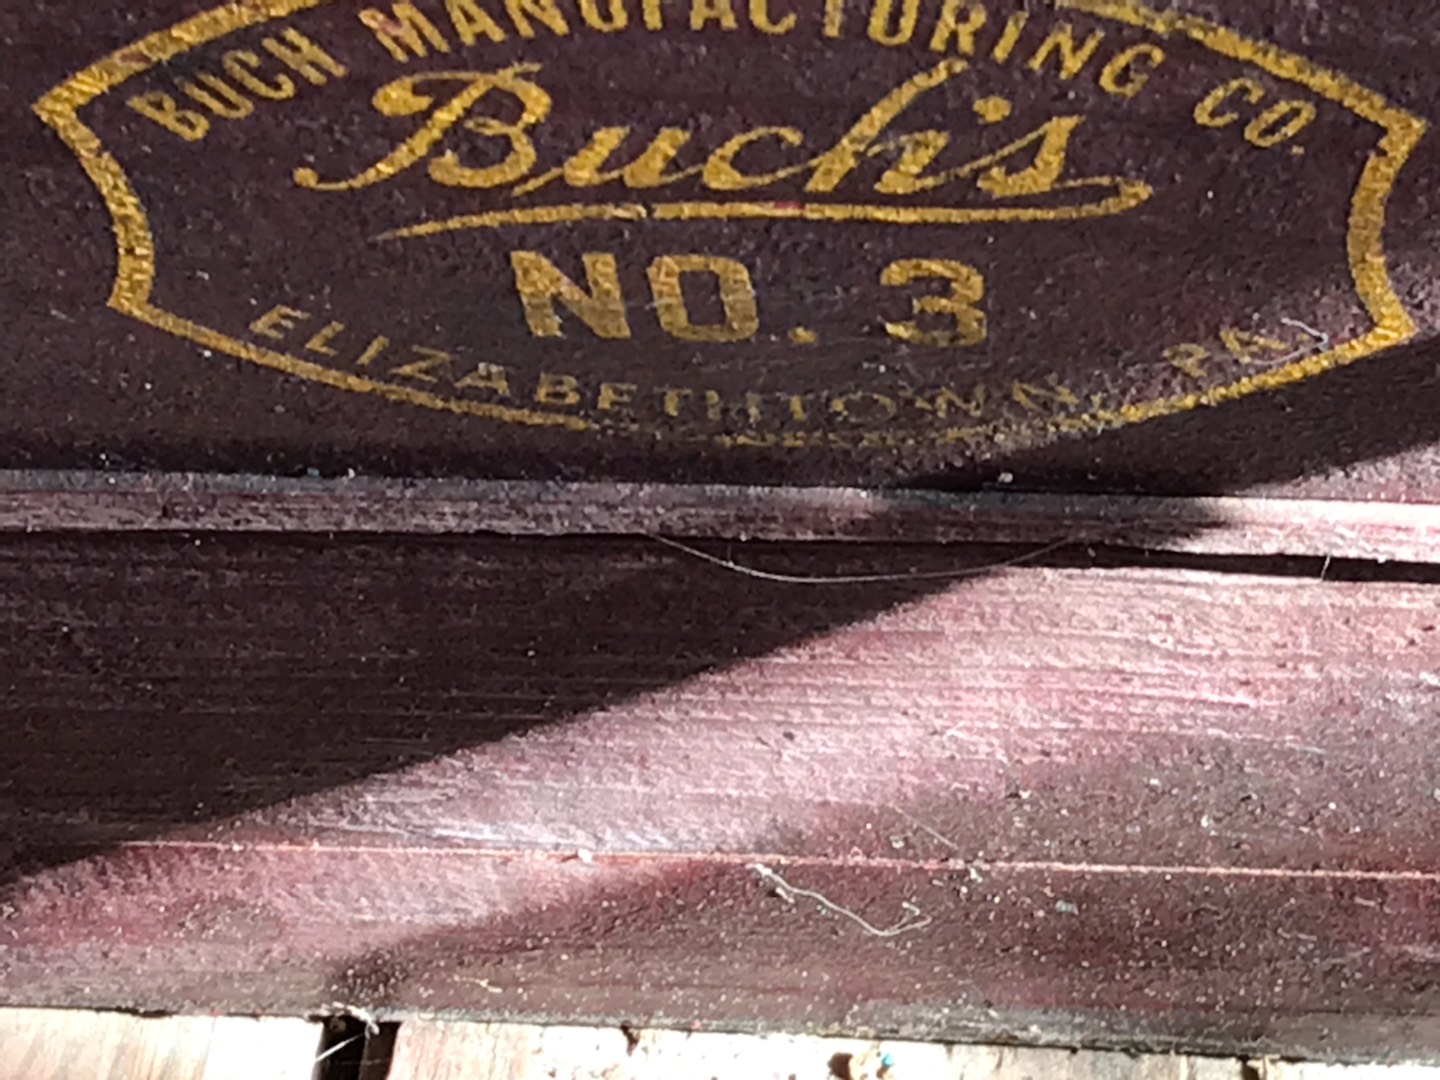 BUCH MANUFACTURING CO.
Buch's
NO. 3
ELIZABETHTOWN, PA.